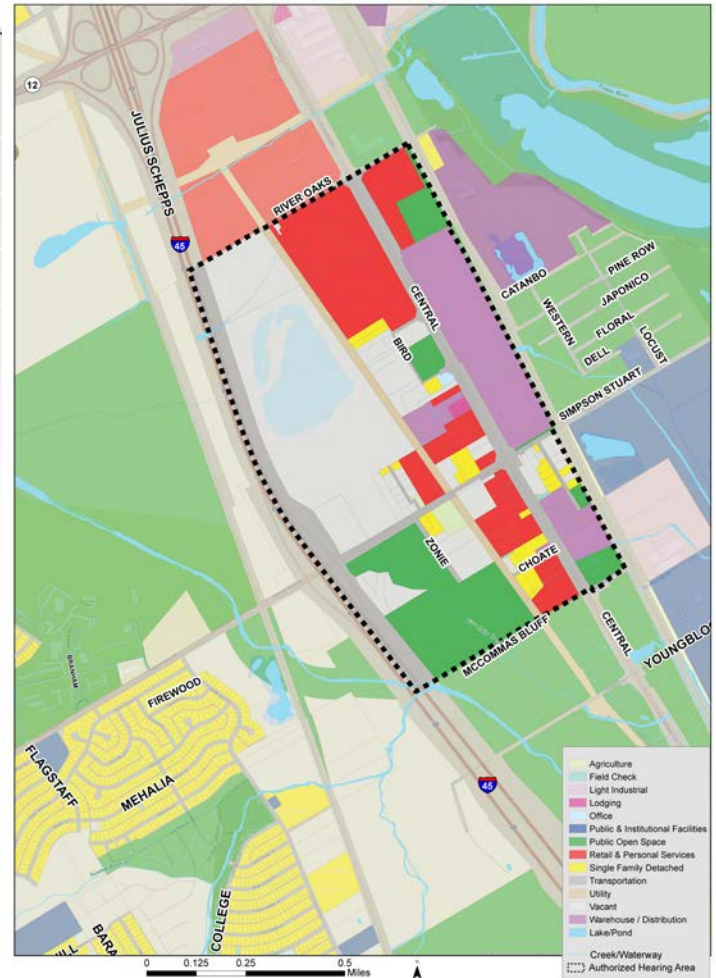 12
JULIUS SCHEPPS
45
RIVER OAKS
CENTRAL
BIRD
CATANBO
WESTERN
PINE ROW
JAPONICO
FLORAL
DELL
LOCUST
SIMPSON STUART
ZONIE
CHOATE
MCCOMMAS BLUFF
CENTRAL
YOUNGBLO
BRANHAM
FIREWOOD
FLAGSTAFF
MEHALIA
COLLEGE
45
ILL
BARA
Agriculture
Field Check
Light Industrial
Lodging
Office
Public & Institutional Facilities
Public Open Space
Retail & Personal Services
Single Family Detached
Transportation
Utility
Vacant
Warehouse / Distribution
Lake/Pond
Creek/Waterway
Authorized Hearing Area
0 0.125 0.25 0.5
Miles